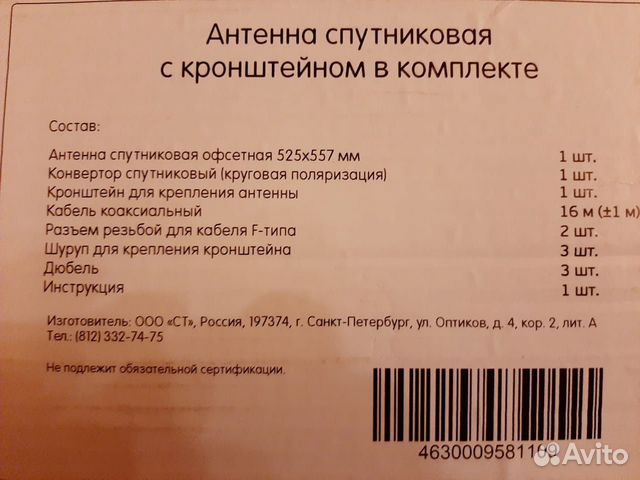 Антенна спутниковая
с кронштейном в комплекте
Состав:
Антенна спутниковая офсетная 525х557 мм 1 шт.
Конвертор спутниковый (круговая поляризация) 1 шт.
Кронштейн для крепления антенны 1 шт.
Кабель коаксиальный 16 м (±1 м)
Разъем резьбой для кабеля F-типа 2 шт.
Шуруп для крепления кронштейна 3 шт.
Дюбель 3 шт.
Инструкция 1 шт.
Изготовитель: ООО «СТ», Россия, 197374, г. Санкт-Петербург, ул. Оптиков, д. 4, кор. 2, лит. А
Тел.: (812) 332-74-75
Не подлежит обязательной сертификации.
4630009581109
Avito